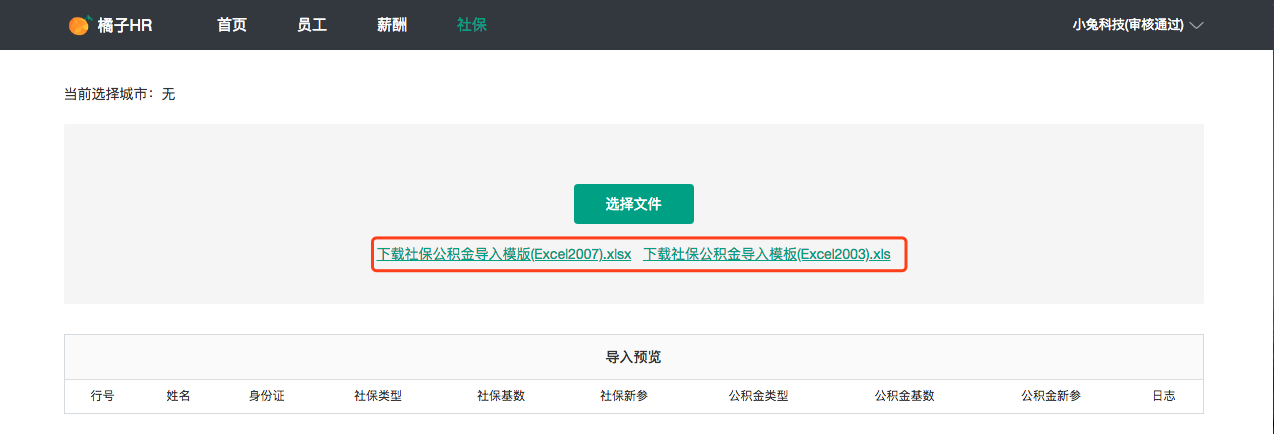 橘子HR 首页 员工 薪酬 社保 小兔科技(审核通过)
当前选择城市：无
选择文件
下载社保公积金导入模版(Excel2007).xlsx 下载社保公积金导入模板(Excel2003).xls
导入预览
行号 姓名 身份证 社保类型 社保基数 社保新参 公积金类型 公积金基数 公积金新参 日志